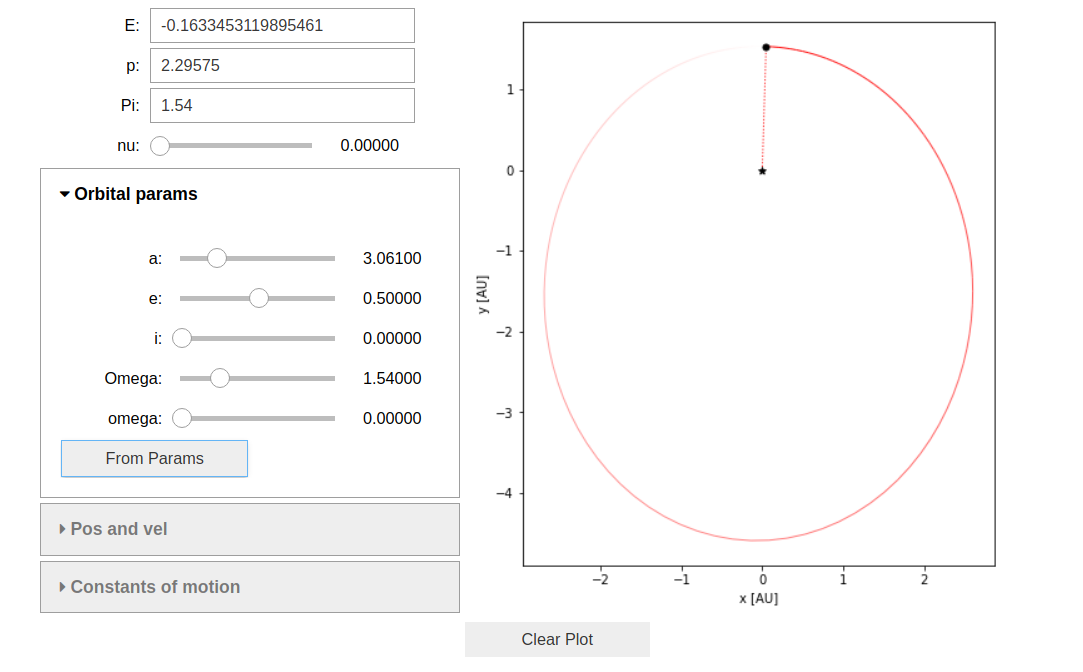 E: -0.1633453119895461
p: 2.29575
Pi: 1.54
nu: 0.00000
Orbital params
a: 3.06100
e: 0.50000
i: 0.00000
Omega: 1.54000
omega: 0.00000
From Params
Pos and vel
Constants of motion
1
0
−1
−2
−3
−4
y [AU]
−2 −1 0 1 2
x [AU]
Clear Plot